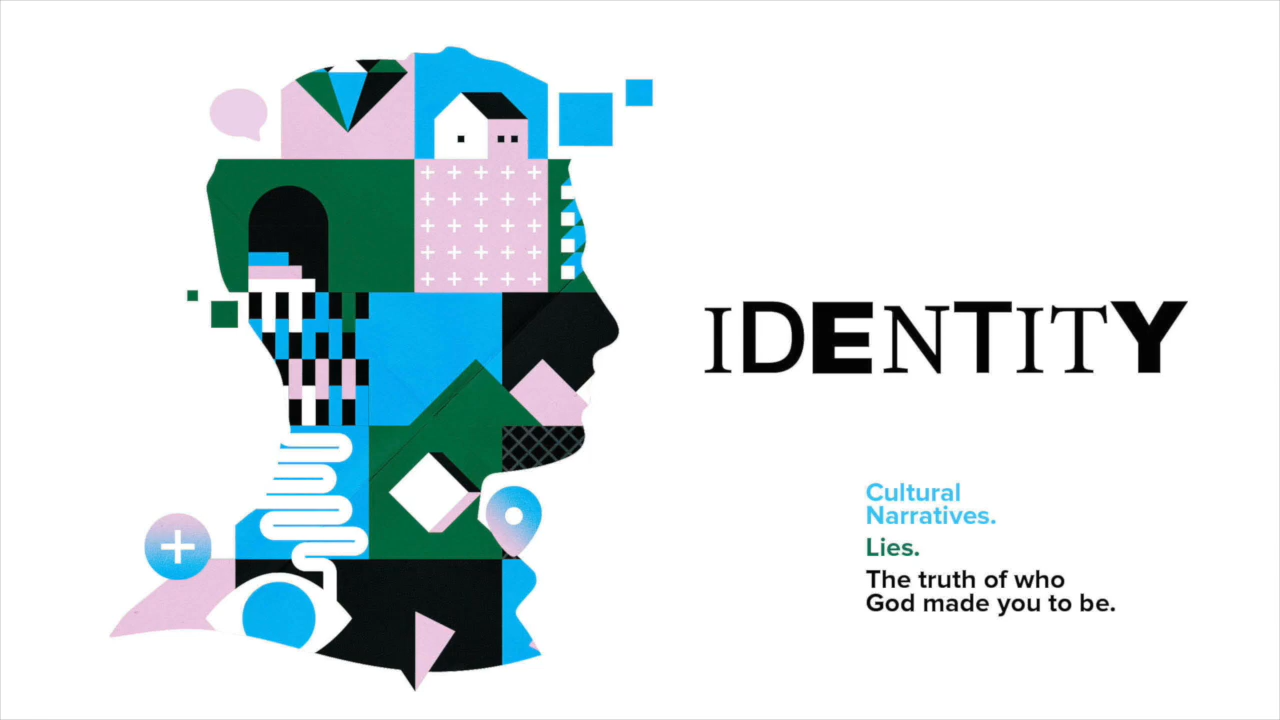 IDENTITY
Cultural
Narratives.
Lies.
The truth of who
God made you to be.